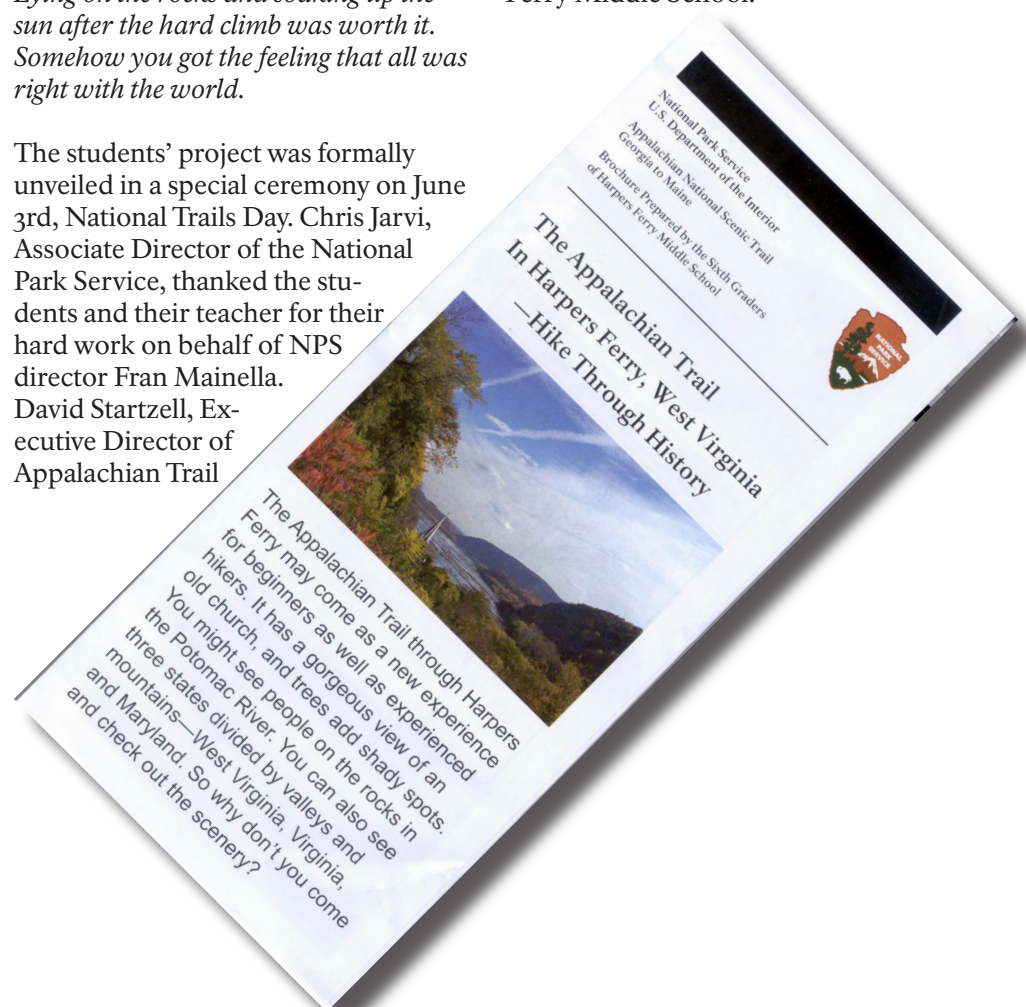 Lying on the rocks and soaking up the
sun after the hard climb was worth it.
Somehow you got the feeling that all was
right with the world.
The students’ project was formally
unveiled in a special ceremony on June
3rd, National Trails Day. Chris Jarvi,
Associate Director of the National
Park Service, thanked the stu-
dents and their teacher for their
hard work on behalf of NPS
director Fran Mainella.
David Startzell, Ex-
ecutive Director of
Appalachian Trail
Ferry Middle School.
National Park Service
U.S. Department of the Interior
Appalachian National Scenic Trail
Georgia to Maine
Brochure Prepared by the Sixth Graders
of Harpers Ferry Middle School
NATIONAL
PARK
SERVICE
The Appalachian Trail
In Harpers Ferry, West Virginia
—Hike Through History
The Appalachian Trail through Harpers
Ferry may come as a new experience
for beginners as well as experienced
hikers. It has a gorgeous view of an
old church, and trees add shady spots.
You might see people on the rocks in
the Potomac River. You can also see
three states divided by valleys and
mountains—West Virginia, Virginia,
and Maryland. So why don’t you come
and check out the scenery?